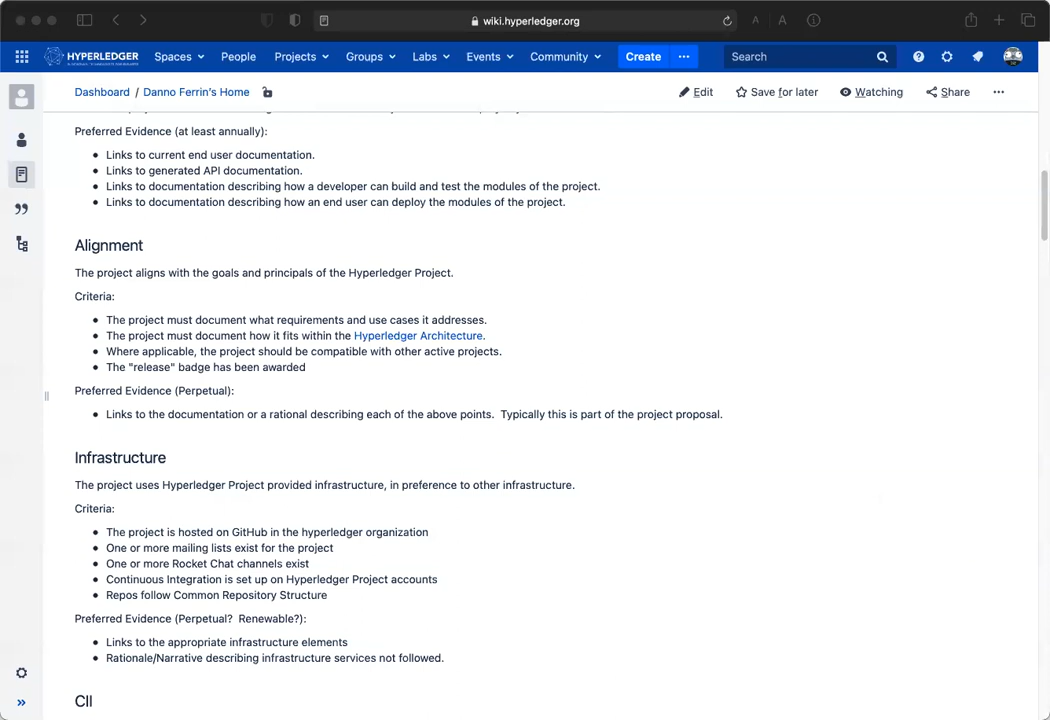 wiki.hyperledger.org
A A
HYPERLEDGER Spaces People Projects Groups Labs Events Community Create ... Search
Dashboard / Danno Ferrin's Home Edit Save for later Watching Share ...
Preferred Evidence (at least annually):
• Links to current end user documentation.
• Links to generated API documentation.
• Links to documentation describing how a developer can build and test the modules of the project.
• Links to documentation describing how an end user can deploy the modules of the project.
Alignment
The project aligns with the goals and principals of the Hyperledger Project.
Criteria:
• The project must document what requirements and use cases it addresses.
• The project must document how it fits within the Hyperledger Architecture.
• Where applicable, the project should be compatible with other active projects.
• The "release" badge has been awarded
Preferred Evidence (Perpetual):
• Links to the documentation or a rational describing each of the above points. Typically this is part of the project proposal.
Infrastructure
The project uses Hyperledger Project provided infrastructure, in preference to other infrastructure.
Criteria:
• The project is hosted on GitHub in the hyperledger organization
• One or more mailing lists exist for the project
• One or more Rocket Chat channels exist
• Continuous Integration is set up on Hyperledger Project accounts
• Repos follow Common Repository Structure
Preferred Evidence (Perpetual? Renewable?):
• Links to the appropriate infrastructure elements
• Rationale/Narrative describing infrastructure services not followed.
CII